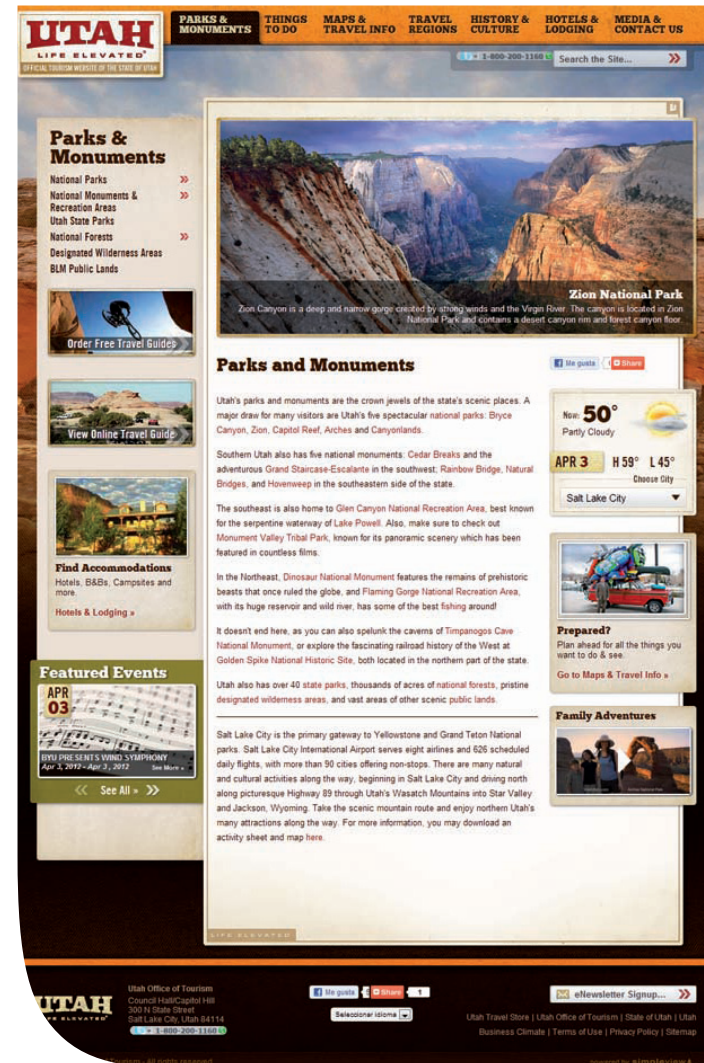 UTAH
LIFE ELEVATED®
OFFICIAL TOURISM WEBSITE OF THE STATE OF UTAH
PARKS &
MONUMENTS
THINGS
TO DO
MAPS &
TRAVEL INFO
TRAVEL
REGIONS
HISTORY &
CULTURE
HOTELS &
LODGING
MEDIA &
CONTACT US
1-800-200-1160
Search the Site...
Parks &
Monuments
National Parks
National Monuments &
Recreation Areas
Utah State Parks
National Forests
Designated Wilderness Areas
BLM Public Lands
Order Free Travel Guides
View Online Travel Guide
Find Accommodations
Hotels, B&Bs, Campsites and
more.
Hotels & Lodging »
Featured Events
APR
03
BYU PRESENTS WIND SYMPHONY
Apr 3, 2012 - Apr 3, 2012
See More »
See All »
Zion National Park
Zion Canyon is a deep and narrow gorge created by strong winds and the Virgin River. The canyon is located in Zion
National Park and contains a desert canyon rim and forest canyon floor.
Parks and Monuments
Me gusta
Share
Utah's parks and monuments are the crown jewels of the state's scenic places. A
major draw for many visitors are Utah's five spectacular national parks: Bryce
Canyon, Zion, Capitol Reef, Arches and Canyonlands.
Southern Utah also has five national monuments: Cedar Breaks and the
adventurous Grand Staircase-Escalante in the southwest; Rainbow Bridge, Natural
Bridges, and Hovenweep in the southeastern side of the state.
The southeast is also home to Glen Canyon National Recreation Area, best known
for the serpentine waterway of Lake Powell. Also, make sure to check out
Monument Valley Tribal Park, known for its panoramic scenery which has been
featured in countless films.
In the Northeast, Dinosaur National Monument features the remains of prehistoric
beasts that once ruled the globe, and Flaming Gorge National Recreation Area,
with its huge reservoir and wild river, has some of the best fishing around!
It doesn't end here, as you can also spelunk the caverns of Timpanogos Cave
National Monument, or explore the fascinating railroad history of the West at
Golden Spike National Historic Site, both located in the northern part of the state.
Utah also has over 40 state parks, thousands of acres of national forests, pristine
designated wilderness areas, and vast areas of other scenic public lands.
Salt Lake City is the primary gateway to Yellowstone and Grand Teton National
parks. Salt Lake City International Airport serves eight airlines and 626 scheduled
daily flights, with more than 90 cities offering non-stops. There are many natural
and cultural activities along the way, beginning in Salt Lake City and driving north
along picturesque Highway 89 through Utah's Wasatch Mountains into Star Valley
and Jackson, Wyoming. Take the scenic mountain route and enjoy northern Utah's
many attractions along the way. For more information, you may download an
activity sheet and map here.
LIFE ELEVATED
Now: 50°
Partly Cloudy
APR 3 H 59° L 45°
Choose City
Salt Lake City
Prepared?
Plan ahead for all the things you
want to do & see.
Go to Maps & Travel Info »
Family Adventures
UTAH
LIFE ELEVATED®
Utah Office of Tourism
Council Hall/Capitol Hill
300 N State Street
Salt Lake City, Utah 84114
1-800-200-1160
Me gusta
Share
1
Seleccionar idioma
eNewsletter Signup...
Utah Travel Store | Utah Office of Tourism | State of Utah | Utah
Business Climate | Terms of Use | Privacy Policy | Sitemap
Tourism - All rights reserved
powered by simpleview